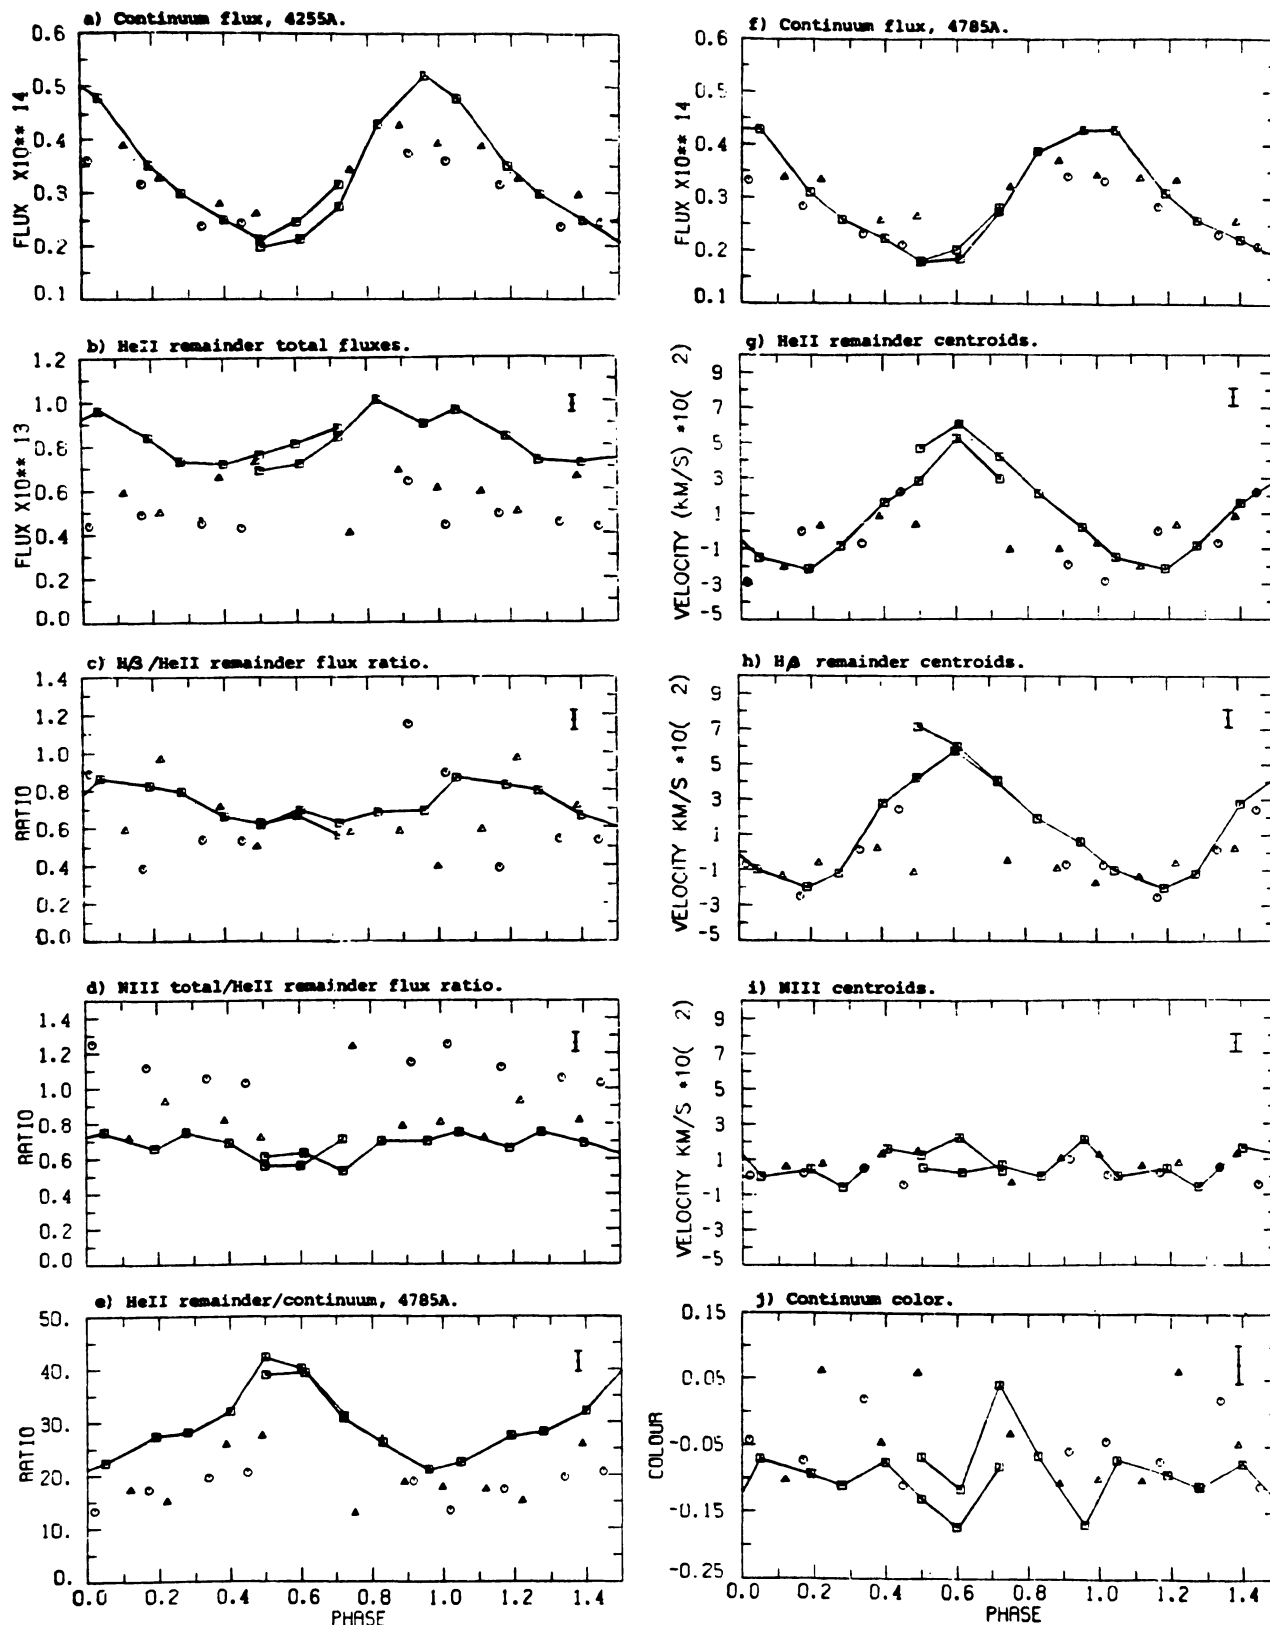 a) Continuum flux, 4255A.
0.6
0.5
0.4
0.3
0.2
0.1
FLUX X10** 14
b) HeII remainder total fluxes.
1.2
1.0
0.8
0.6
0.4
0.2
0.0
FLUX X10** 13
c) Hβ/HeII remainder flux ratio.
1.4
1.2
1.0
0.8
0.6
0.4
0.2
0.0
RATIO
d) NIII total/HeII remainder flux ratio.
1.4
1.2
1.0
0.8
0.6
0.4
0.2
0.0
RATIO
e) HeII remainder/continuum, 4785A.
50.
40.
30.
20.
10.
0.
RATIO
0.0 0.2 0.4 0.6 0.8 1.0 1.2 1.4
PHASE
f) Continuum flux, 4785A.
0.6
0.5
0.4
0.3
0.2
0.1
FLUX X10** 14
g) HeII remainder centroids.
9
7
5
3
1
-1
-3
-5
VELOCITY (KM/S) *10( 2)
h) Hβ remainder centroids.
9
7
5
3
1
-1
-3
-5
VELOCITY KM/S *10( 2)
i) NIII centroids.
9
7
5
3
1
-1
-3
-5
VELOCITY KM/S *10( 2)
j) Continuum color.
0.15
0.05
-0.05
-0.15
-0.25
COLOUR
0.0 0.2 0.4 0.6 0.8 1.0 1.2 1.4
PHASE